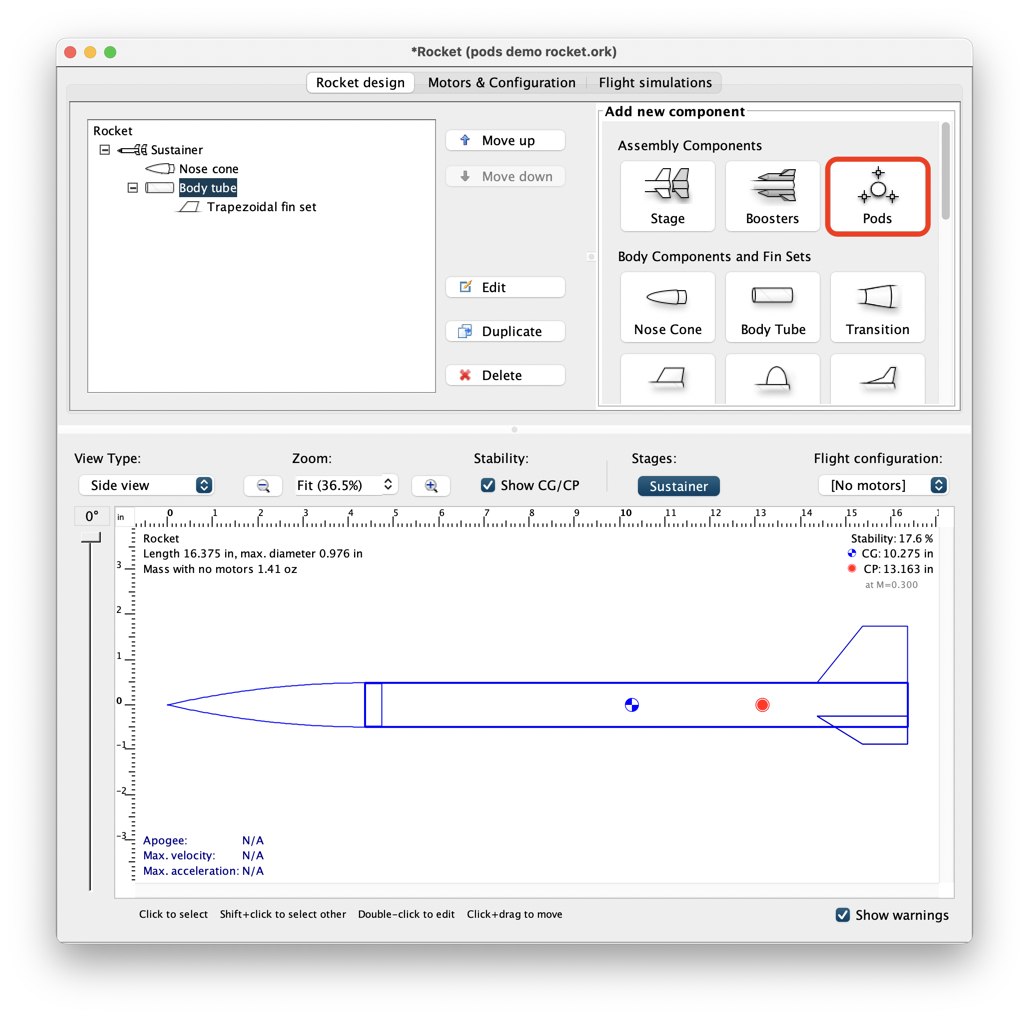 *Rocket (pods demo rocket.ork)
Rocket design Motors & Configuration Flight simulations
Rocket
Sustainer
Nose cone
Body tube
Trapezoidal fin set
Move up
Move down
Edit
Duplicate
Delete
Add new component
Assembly Components
Stage Boosters Pods
Body Components and Fin Sets
Nose Cone Body Tube Transition
View Type: Zoom: Stability: Stages: Flight configuration:
Side view Fit (36.5%) Show CG/CP Sustainer [No motors]
0° in 0 1 2 3 4 5 6 7 8 9 10 11 12 13 14 15 16 1
Rocket
Length 16.375 in, max. diameter 0.976 in
Mass with no motors 1.41 oz
Stability: 17.6 %
CG: 10.275 in
CP: 13.163 in
at M=0.300
3
2
1
0
-1
-2
-3
Apogee: N/A
Max. velocity: N/A
Max. acceleration: N/A
Click to select Shift+click to select other Double-click to edit Click+drag to move
Show warnings